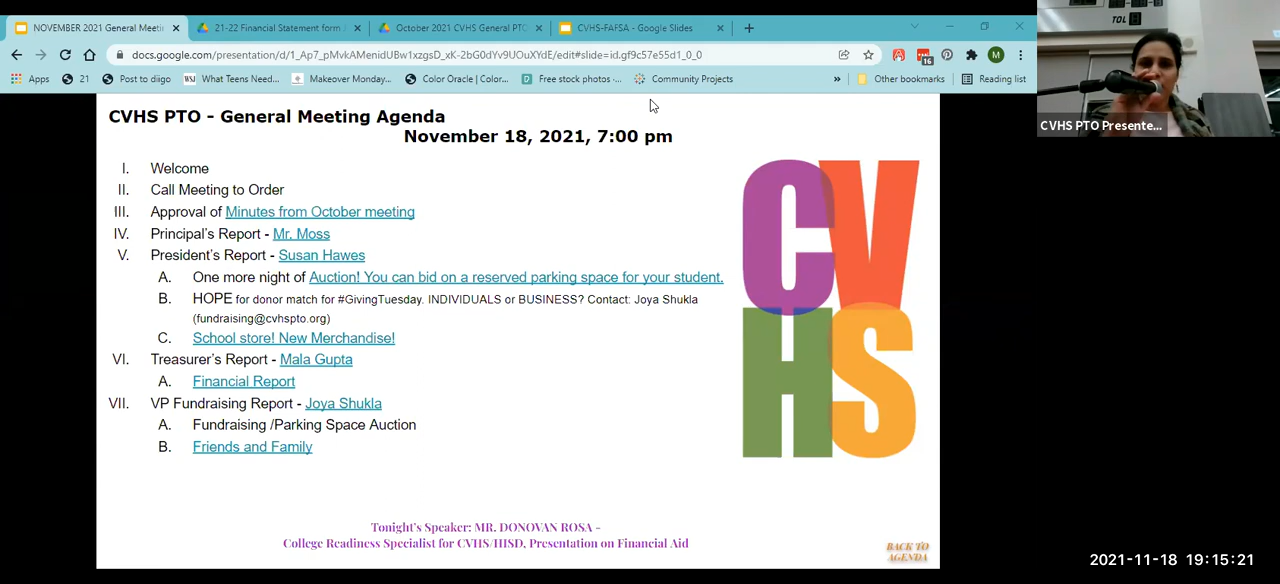 NOVEMBER 2021 General Meeti
21-22 Financial Statement form
October 2021 CVHS General PTO
CVHS-FAFSA - Google Slides
docs.google.com/presentation/d/1_Ap7_pMvkAMenidUBw1xzgsD_xK-2bG0dYv9UOuXYdE/edit#slide=id.gf9c57e55d1_0_0
16
M
Apps
21
Post to diigo
WSJ
What Teens Need...
Makeover Monday...
Color Oracle | Color...
Free stock photos -...
Community Projects
»
Other bookmarks
Reading list
TOL
CVHS PTO Presente...
CVHS PTO - General Meeting Agenda
November 18, 2021, 7:00 pm
I. Welcome
II. Call Meeting to Order
III. Approval of Minutes from October meeting
IV. Principal's Report - Mr. Moss
V. President's Report - Susan Hawes
A. One more night of Auction! You can bid on a reserved parking space for your student.
B. HOPE for donor match for #GivingTuesday. INDIVIDUALS or BUSINESS? Contact: Joya Shukla
(fundraising@cvhspto.org)
C. School store! New Merchandise!
VI. Treasurer's Report - Mala Gupta
A. Financial Report
VII. VP Fundraising Report - Joya Shukla
A. Fundraising /Parking Space Auction
B. Friends and Family
CV
HS
Tonight's Speaker: MR. DONOVAN ROSA -
College Readiness Specialist for CVHS/HISD, Presentation on Financial Aid
BACK TO
AGENDA
2021-11-18 19:15:21